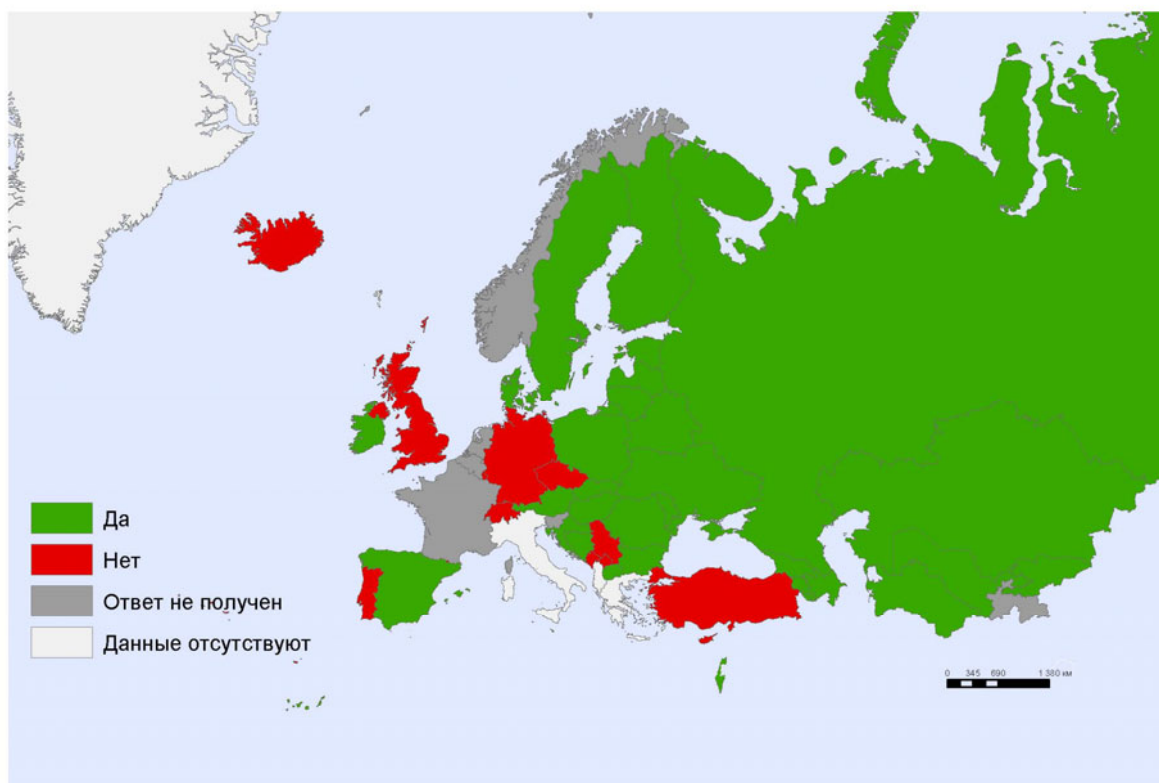 Да
Нет
Ответ не получен
Данные отсутствуют
0 345 690 1 380 км